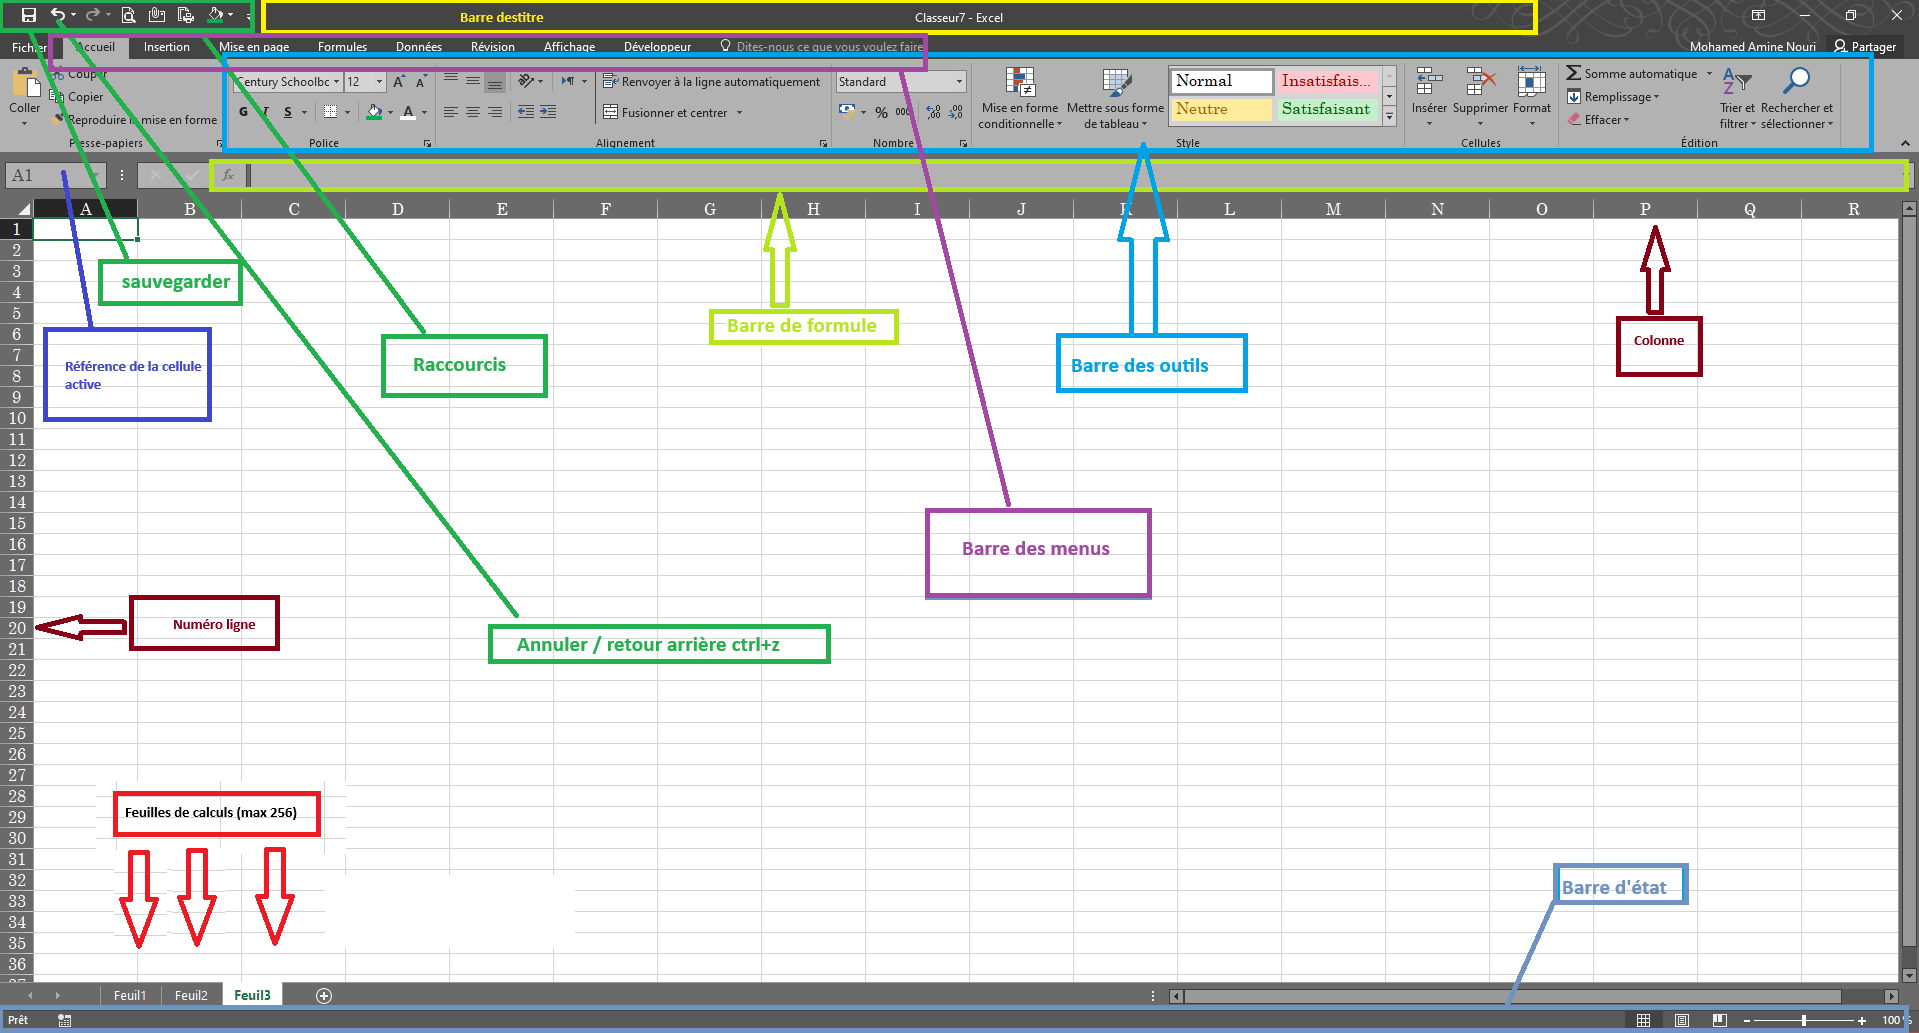 Barre destitre
Classeur7 - Excel
Fichier Accueil Insertion Mise en page Formules Données Révision Affichage Développeur Dites-nous ce que vous voulez faire
Mohamed Amine Nouri Partager
Coller
Couper
Copier
Reproduire la mise en forme
Presse-papiers
Century Schoolbc 12
G I S
Police
Renvoyer à la ligne automatiquement
Fusionner et centrer
Alignement
Standard
% 000
Nombre
Mise en forme conditionnelle
Mettre sous forme de tableau
Normal Insatisfais...
Neutre Satisfaisant
Style
Insérer Supprimer Format
Cellules
Somme automatique
Remplissage
Effacer
Trier et filtrer
Rechercher et sélectionner
Édition
A1
fx
A B C D E F G H I J K L M N O P Q R
1
2
3
4
5
6
7
8
9
10
11
12
13
14
15
16
17
18
19
20
21
22
23
24
25
26
27
28
29
30
31
32
33
34
35
36
37
sauvegarder
Référence de la cellule
active
Raccourcis
Barre de formule
Barre des outils
Colonne
Barre des menus
Numéro ligne
Annuler / retour arrière ctrl+z
Feuilles de calculs (max 256)
Barre d'état
Feuil1 Feuil2 Feuil3
Prêt
100 %